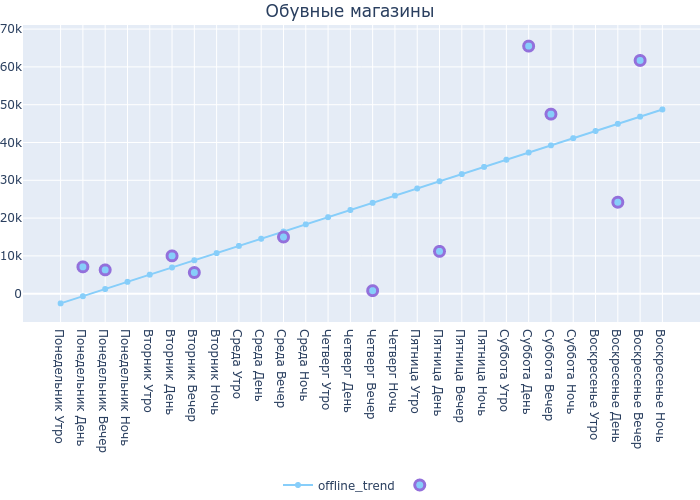 Обувные магазины
70k
60k
50k
40k
30k
20k
10k
0
Понедельник Утро
Понедельник День
Понедельник Вечер
Понедельник Ночь
Вторник Утро
Вторник День
Вторник Вечер
Вторник Ночь
Среда Утро
Среда День
Среда Вечер
Среда Ночь
Четверг Утро
Четверг День
Четверг Вечер
Четверг Ночь
Пятница Утро
Пятница День
Пятница Вечер
Пятница Ночь
Суббота Утро
Суббота День
Суббота Вечер
Суббота Ночь
Воскресенье Утро
Воскресенье День
Воскресенье Вечер
Воскресенье Ночь
offline_trend